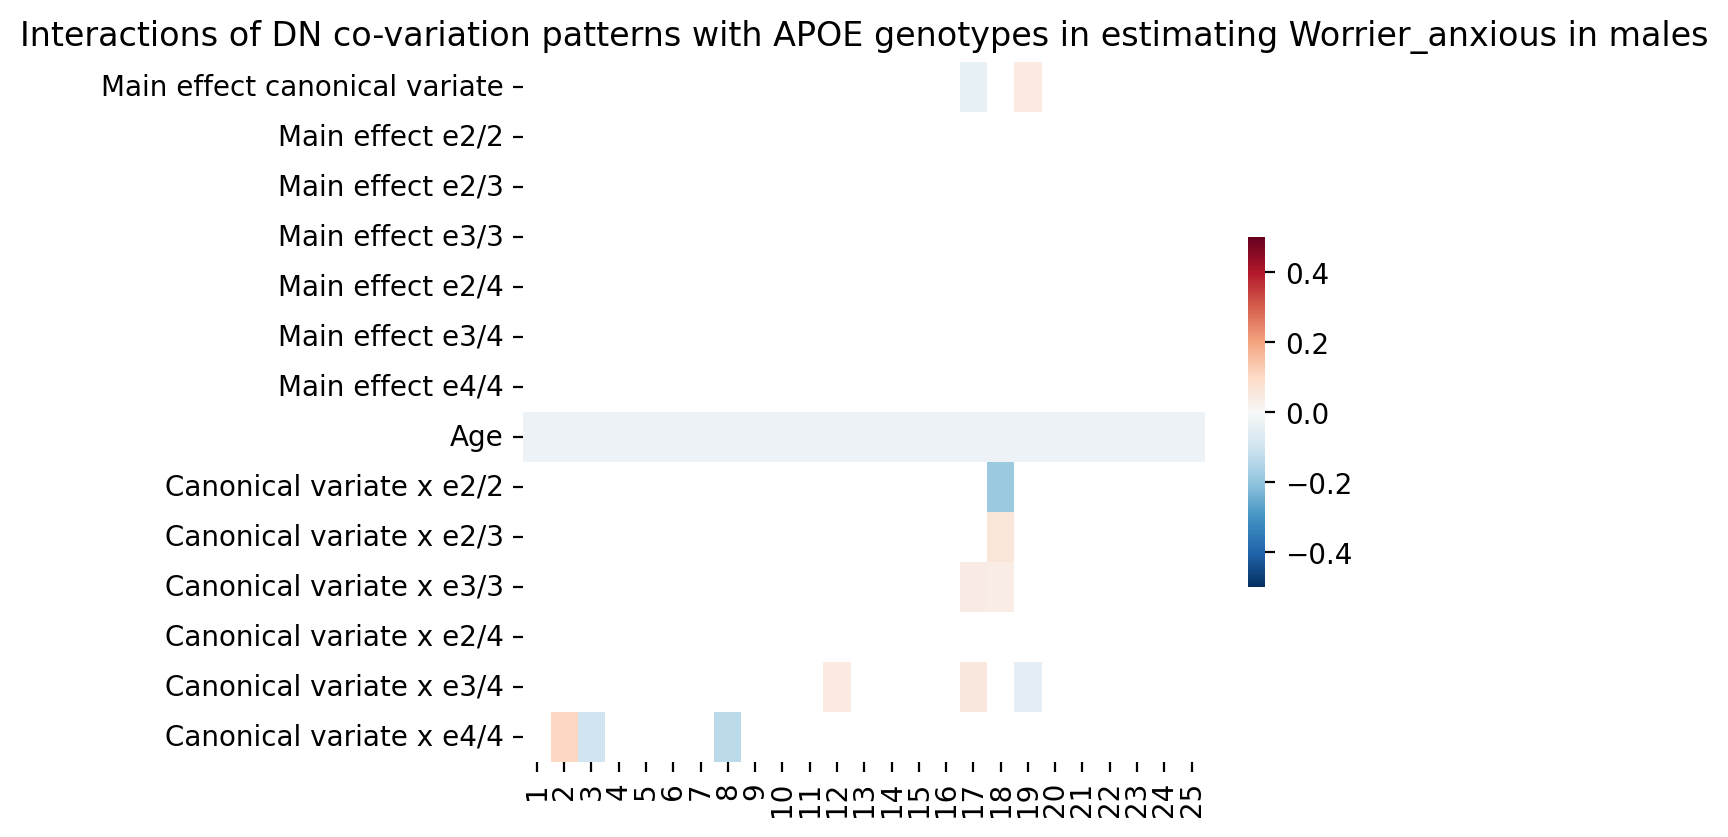 Interactions of DN co-variation patterns with APOE genotypes in estimating Worrier_anxious in males
Main effect canonical variate
Main effect e2/2
Main effect e2/3
Main effect e3/3
Main effect e2/4
Main effect e3/4
Main effect e4/4
Age
Canonical variate x e2/2
Canonical variate x e2/3
Canonical variate x e3/3
Canonical variate x e2/4
Canonical variate x e3/4
Canonical variate x e4/4
1 2 3 4 5 6 7 8 9 10 11 12 13 14 15 16 17 18 19 20 21 22 23 24 25
0.4
0.2
0.0
−0.2
−0.4